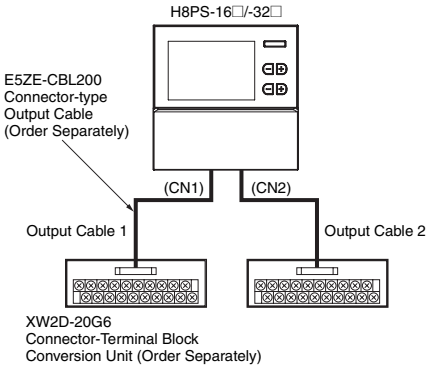 H8PS-16□/-32□
E5ZE-CBL200
Connector-type
Output Cable
(Order Separately)
(CN1)
(CN2)
Output Cable 1
Output Cable 2
XW2D-20G6
Connector-Terminal Block
Conversion Unit (Order Separately)